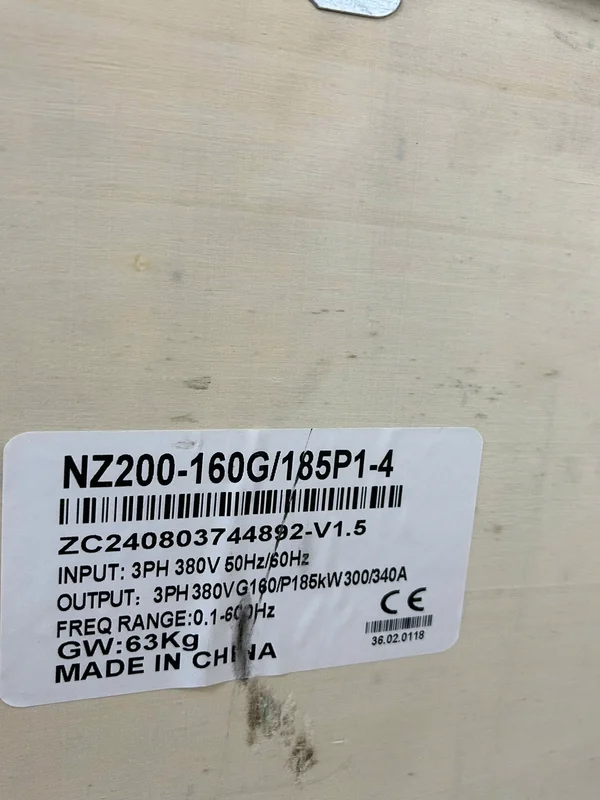 NZ200-160G/185P1-4
ZC240803744892-V1.5
INPUT: 3PH 380V 50Hz/60Hz
OUTPUT: 3PH 380V G160/P185kW 300/340A
FREQ RANGE:0.1-600Hz
CE
GW:63Kg
36.02.0118
MADE IN CHINA